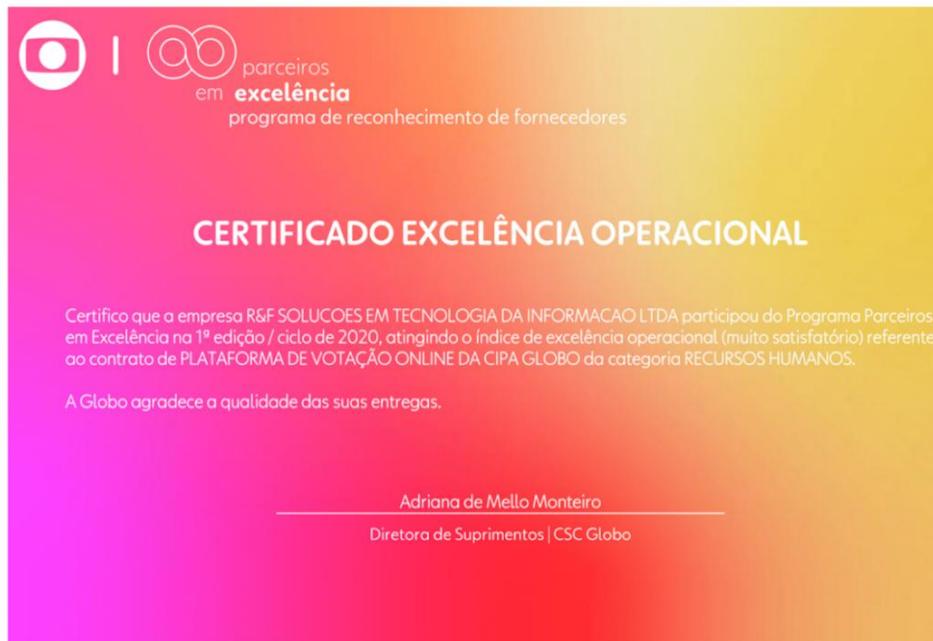 parceiros
em excelência
programa de reconhecimento de fornecedores
CERTIFICADO EXCELÊNCIA OPERACIONAL
Certifico que a empresa R&F SOLUCOES EM TECNOLOGIA DA INFORMACAO LTDA participou do Programa Parceiros
em Excelência na 1ª edição / ciclo de 2020, atingindo o índice de excelência operacional (muito satisfatório) referente
ao contrato de PLATAFORMA DE VOTAÇÃO ONLINE DA CIPA GLOBO da categoria RECURSOS HUMANOS.
A Globo agradece a qualidade das suas entregas.
Adriana de Mello Monteiro
Diretora de Suprimentos | CSC Globo